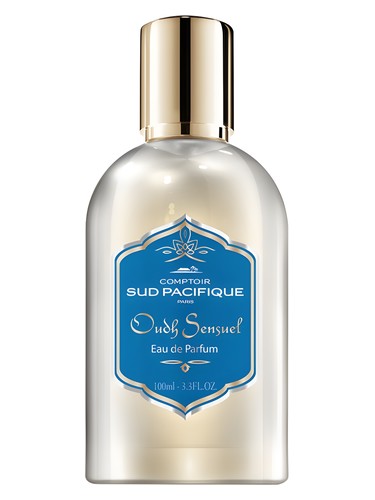 COMPTOIR
SUD PACIFIQUE
PARIS
Oudh Sensuel
Eau de Parfum
100ml - 3.3FL.OZ.